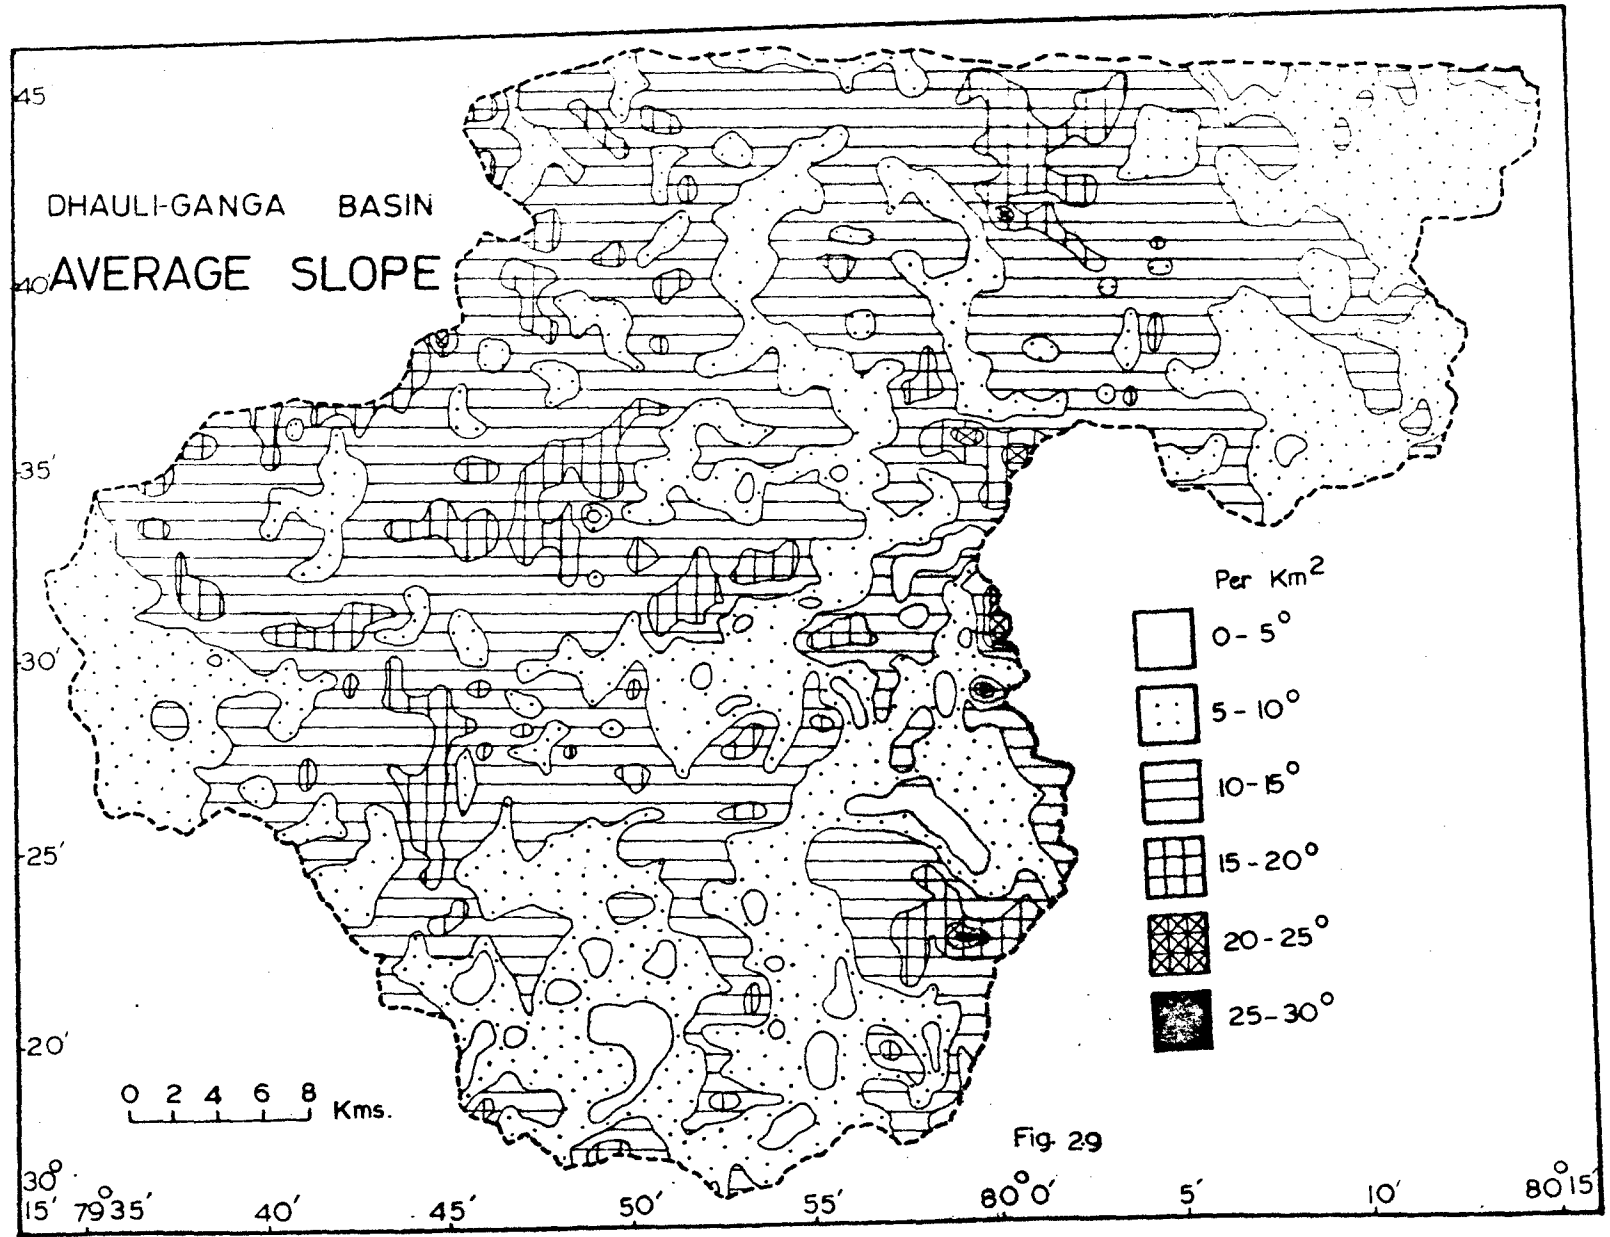 45′
DHAULI-GANGA BASIN
40′
AVERAGE SLOPE
35′
Per Km²
0-5°
30′
5-10°
10-15°
25′
15-20°
20-25°
25-30°
20′
0 2 4 6 8 Kms.
Fig. 2.9
30°
15′ 79°35′ 40′ 45′ 50′ 55′ 80°0′ 5′ 10′ 80°15′